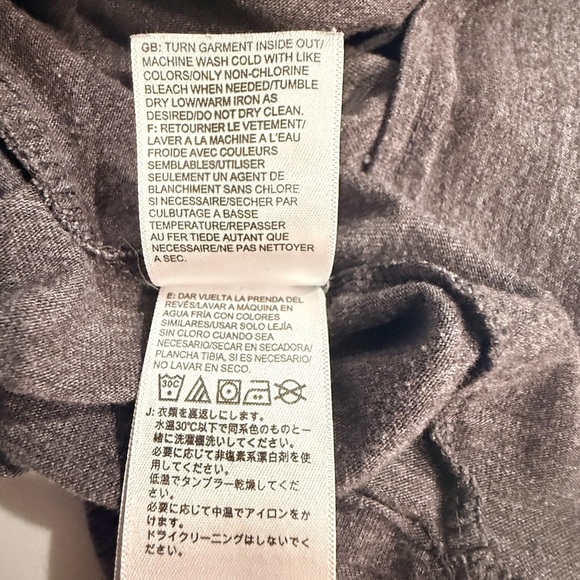 GB: TURN GARMENT INSIDE OUT/
MACHINE WASH COLD WITH LIKE
COLORS/ONLY NON-CHLORINE
BLEACH WHEN NEEDED/TUMBLE
DRY LOW/WARM IRON AS
DESIRED/DO NOT DRY CLEAN.
F: RETOURNER LE VETEMENT/
LAVER A LA MACHINE A L'EAU
FROIDE AVEC COULEURS
SEMBLABLES/UTILISER
SEULEMENT UN AGENT DE
BLANCHIMENT SANS CHLORE
SI NECESSAIRE/SECHER PAR
CULBUTAGE A BASSE
TEMPERATURE/REPASSER
AU FER TIEDE AUTANT QUE
NECESSAIRE/NE PAS NETTOYER
A SEC.
E: DAR VUELTA LA PRENDA DEL
REVÉS/LAVAR A MÁQUINA EN
AGUA FRÍA CON COLORES
SIMILARES/USAR SOLO LEJÍA
SIN CLORO CUANDO SEA
NECESARIO/SECAR EN SECADORA/
PLANCHA TIBIA, SI ES NECESARIO/
NO LAVAR EN SECO.
30C
J: 衣類を裏返しにします。
水温30℃以下で同系色のものと一
緒に洗濯機洗いしてください。
必要に応じて非塩素系漂白剤を使
用してください。
低温でタンブラー乾燥してくだ
さい。
必要に応じて中温でアイロンをか
けます。
ドライクリーニングはしないでく
ださい。